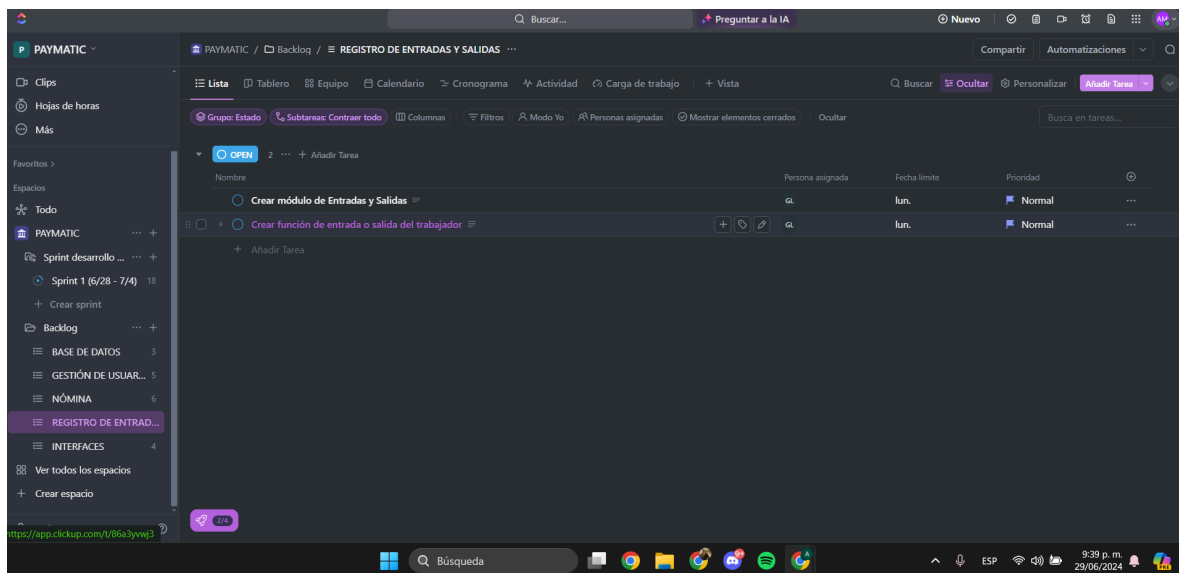 Buscar...
Preguntar a la IA
Nuevo
AM
P PAYMATIC
PAYMATIC / Backlog / REGISTRO DE ENTRADAS Y SALIDAS ...
Compartir
Automatizaciones
Clips
Hojas de horas
Más
Favoritos >
Espacios
Todo
PAYMATIC ... +
Sprint desarrollo ... ... +
Sprint 1 (6/28 - 7/4) 18
+ Crear sprint
Backlog ... +
BASE DE DATOS 3
GESTIÓN DE USUAR... 5
NÓMINA 6
REGISTRO DE ENTRAD...
INTERFACES 4
Ver todos los espacios
+ Crear espacio
https://app.clickup.com/t/86a3yvwj3
Lista Tablero Equipo Calendario Cronograma Actividad Carga de trabajo + Vista
Buscar Ocultar Personalizar Añadir Tarea
Grupo: Estado Subtareas: Contraer todo Columnas Filtros Modo Yo Personas asignadas Mostrar elementos cerrados Ocultar
Busca en tareas...
OPEN 2 ... + Añadir Tarea
Nombre Persona asignada Fecha límite Prioridad
Crear módulo de Entradas y Salidas GL lun. Normal ...
Crear función de entrada o salida del trabajador GL lun. Normal ...
+ Añadir Tarea
2/4
Búsqueda
9+
A
ESP
9:39 p. m.
29/06/2024
PRE